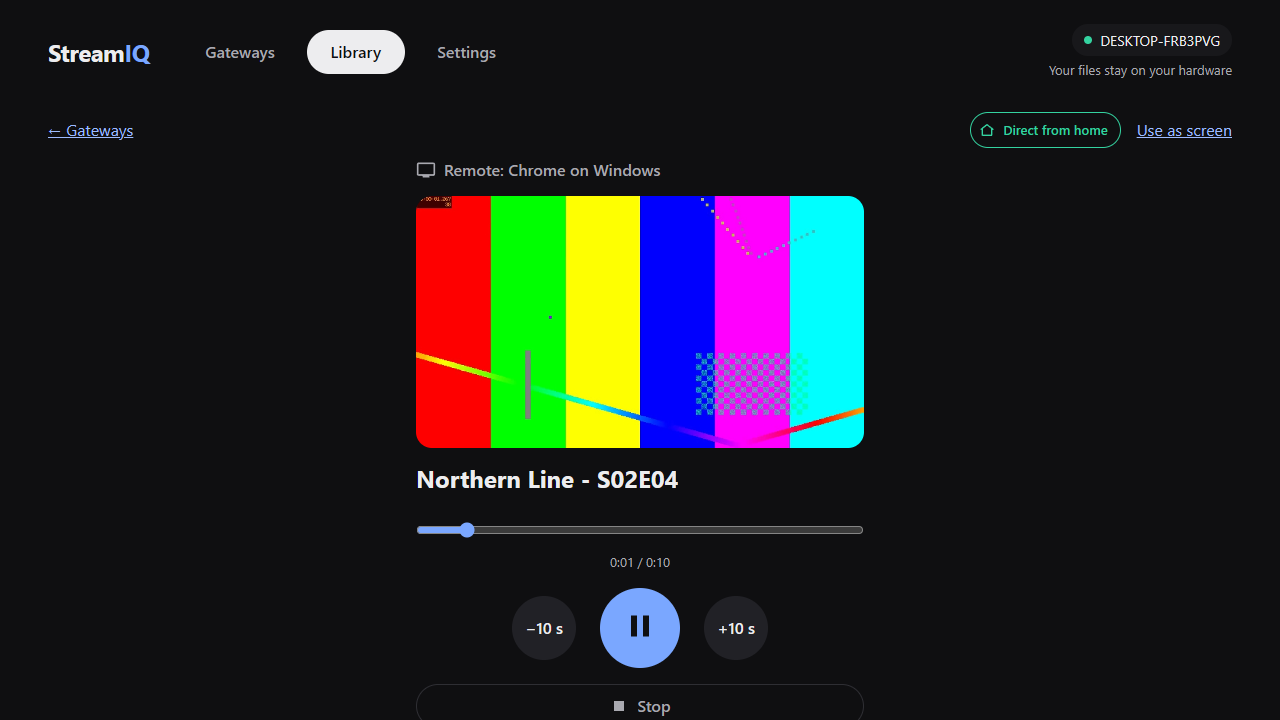 StreamIQ
Gateways
Library
Settings
DESKTOP-FRB3PVG
Your files stay on your hardware
← Gateways
Direct from home
Use as screen
Remote: Chrome on Windows
Northern Line - S02E04
0:01 / 0:10
−10 s
+10 s
Stop